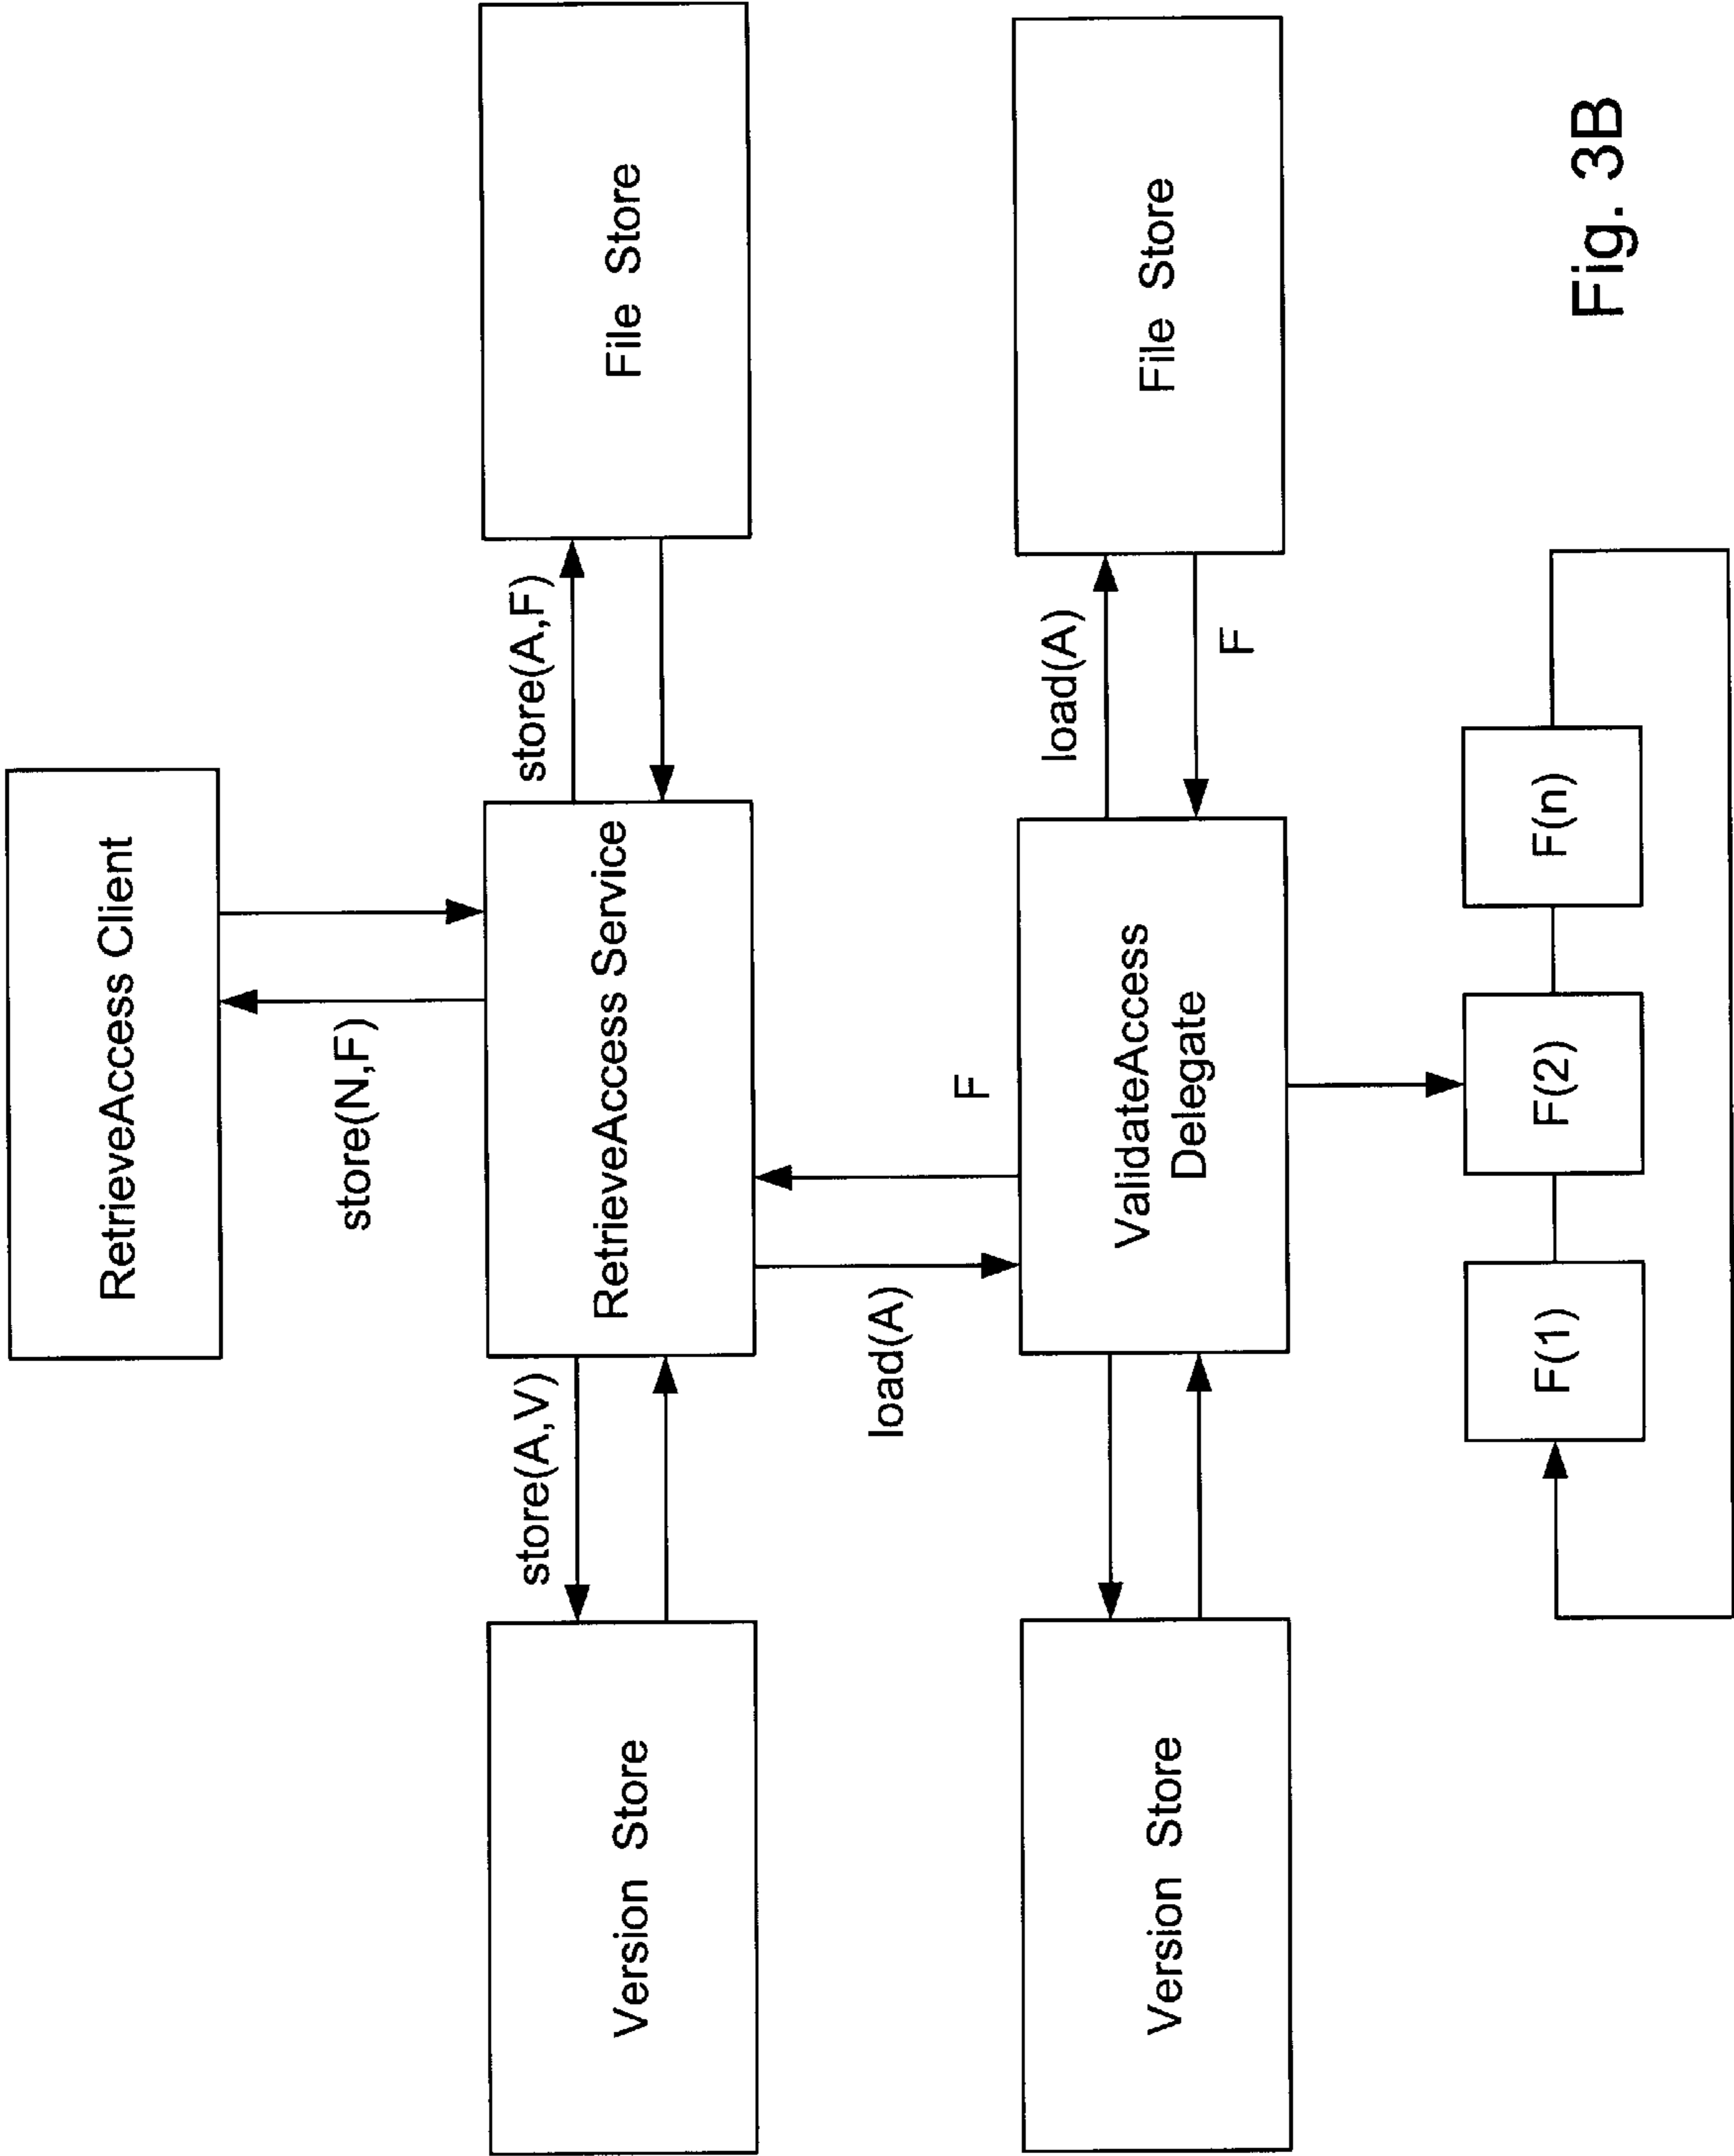 RetrieveAccess Client
store(N,F)
store(A,V)
store(A,F)
Version Store
RetrieveAccess Service
File Store
load(A)
F
load(A)
Version Store
ValidateAccess
Delegate
File Store
F
F(1)
F(2)
F(n)
Fig. 3B